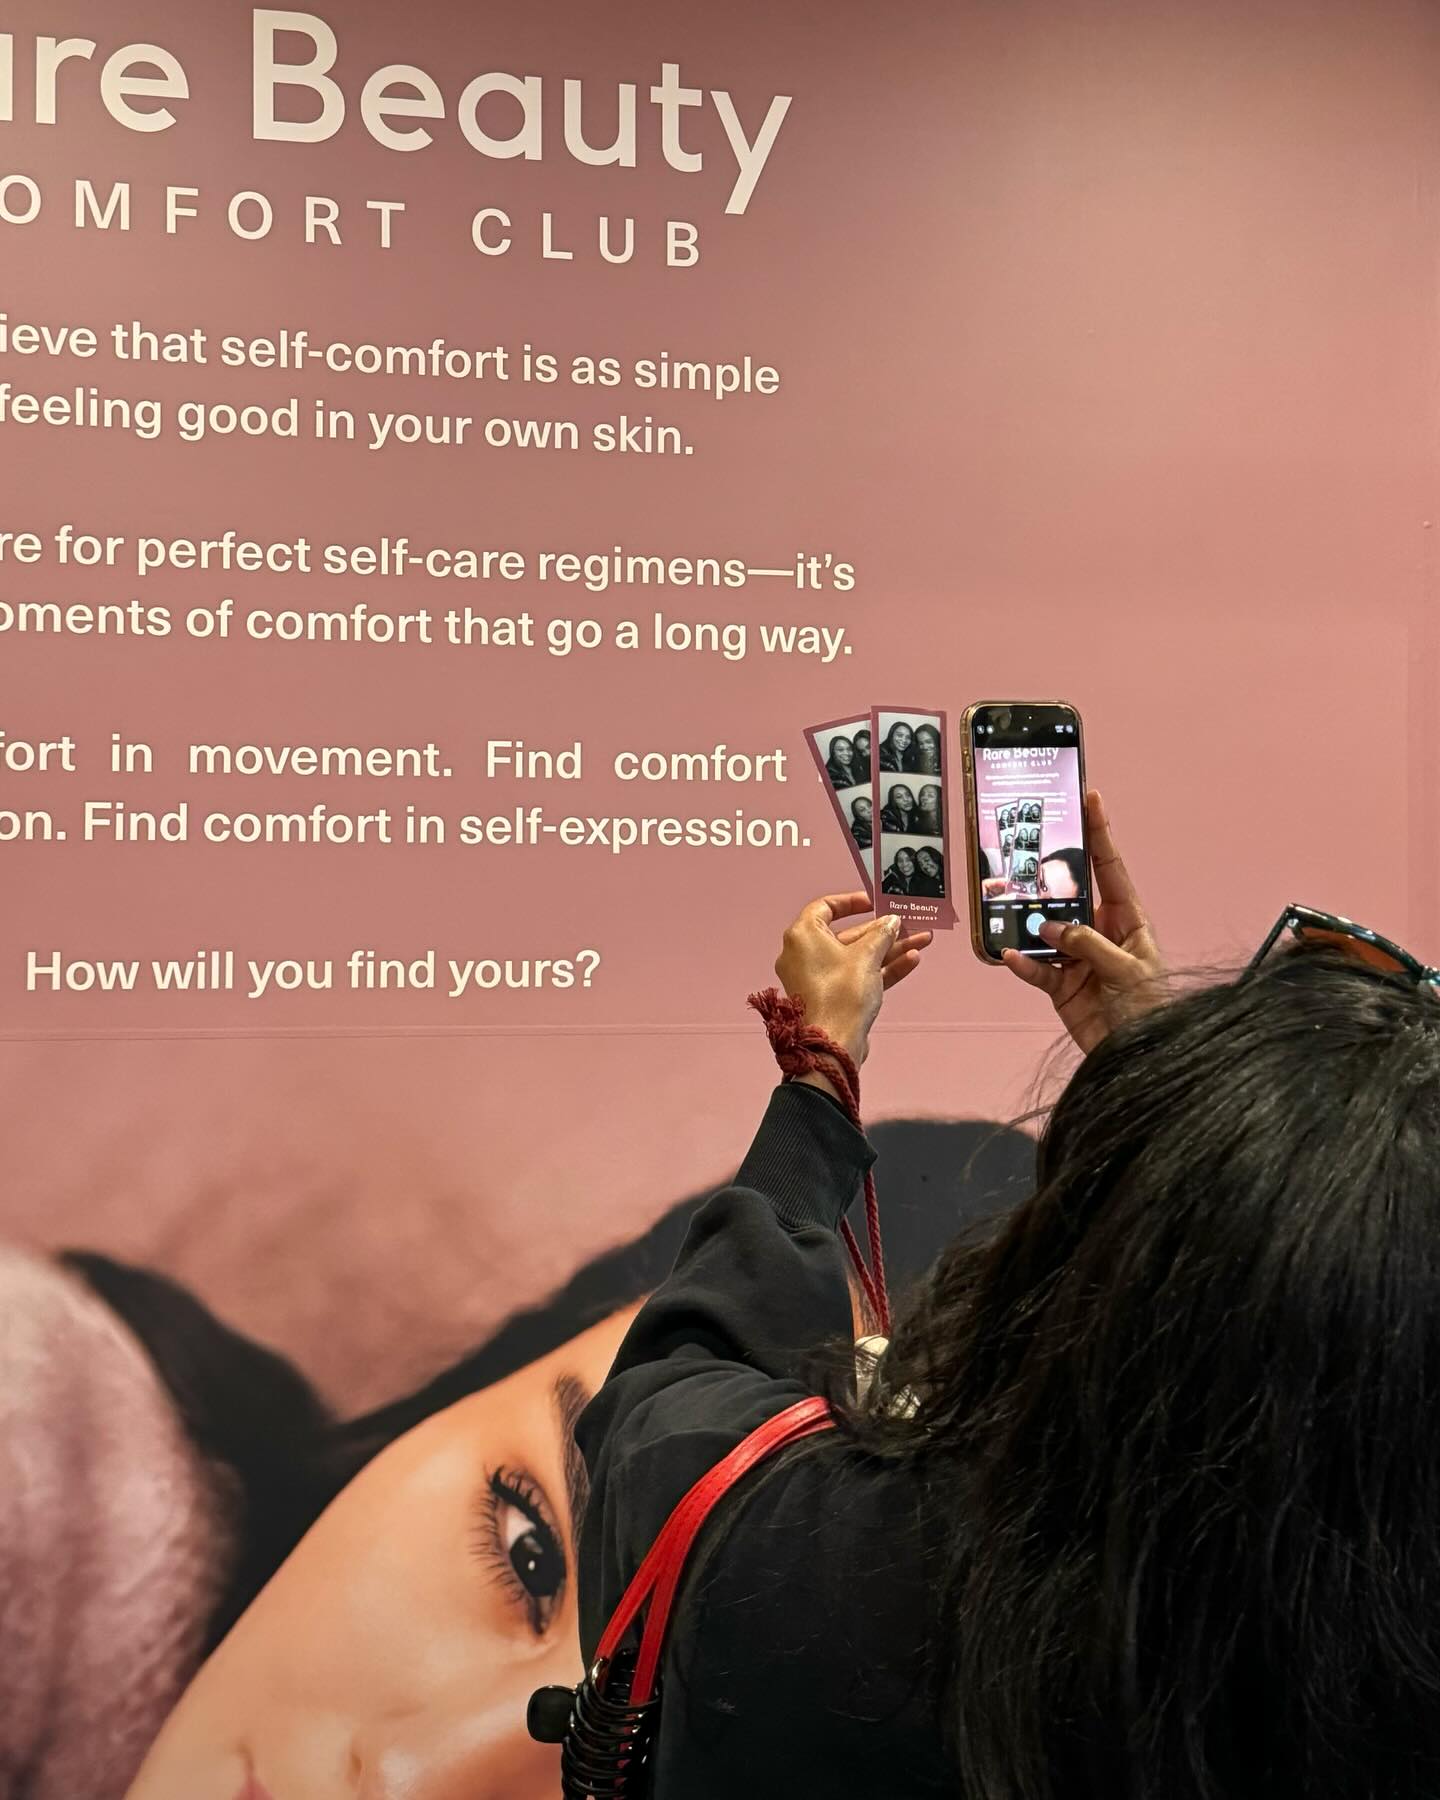 are Beauty
OMFORT CLUB
ieve that self-comfort is as simple
feeling good in your own skin.
re for perfect self-care regimens—it's
oments of comfort that go a long way.
fort in movement. Find comfort
on. Find comfort in self-expression.
How will you find yours?
Rare Beauty
COMFORT
Rare Beauty
COMFORT CLUB